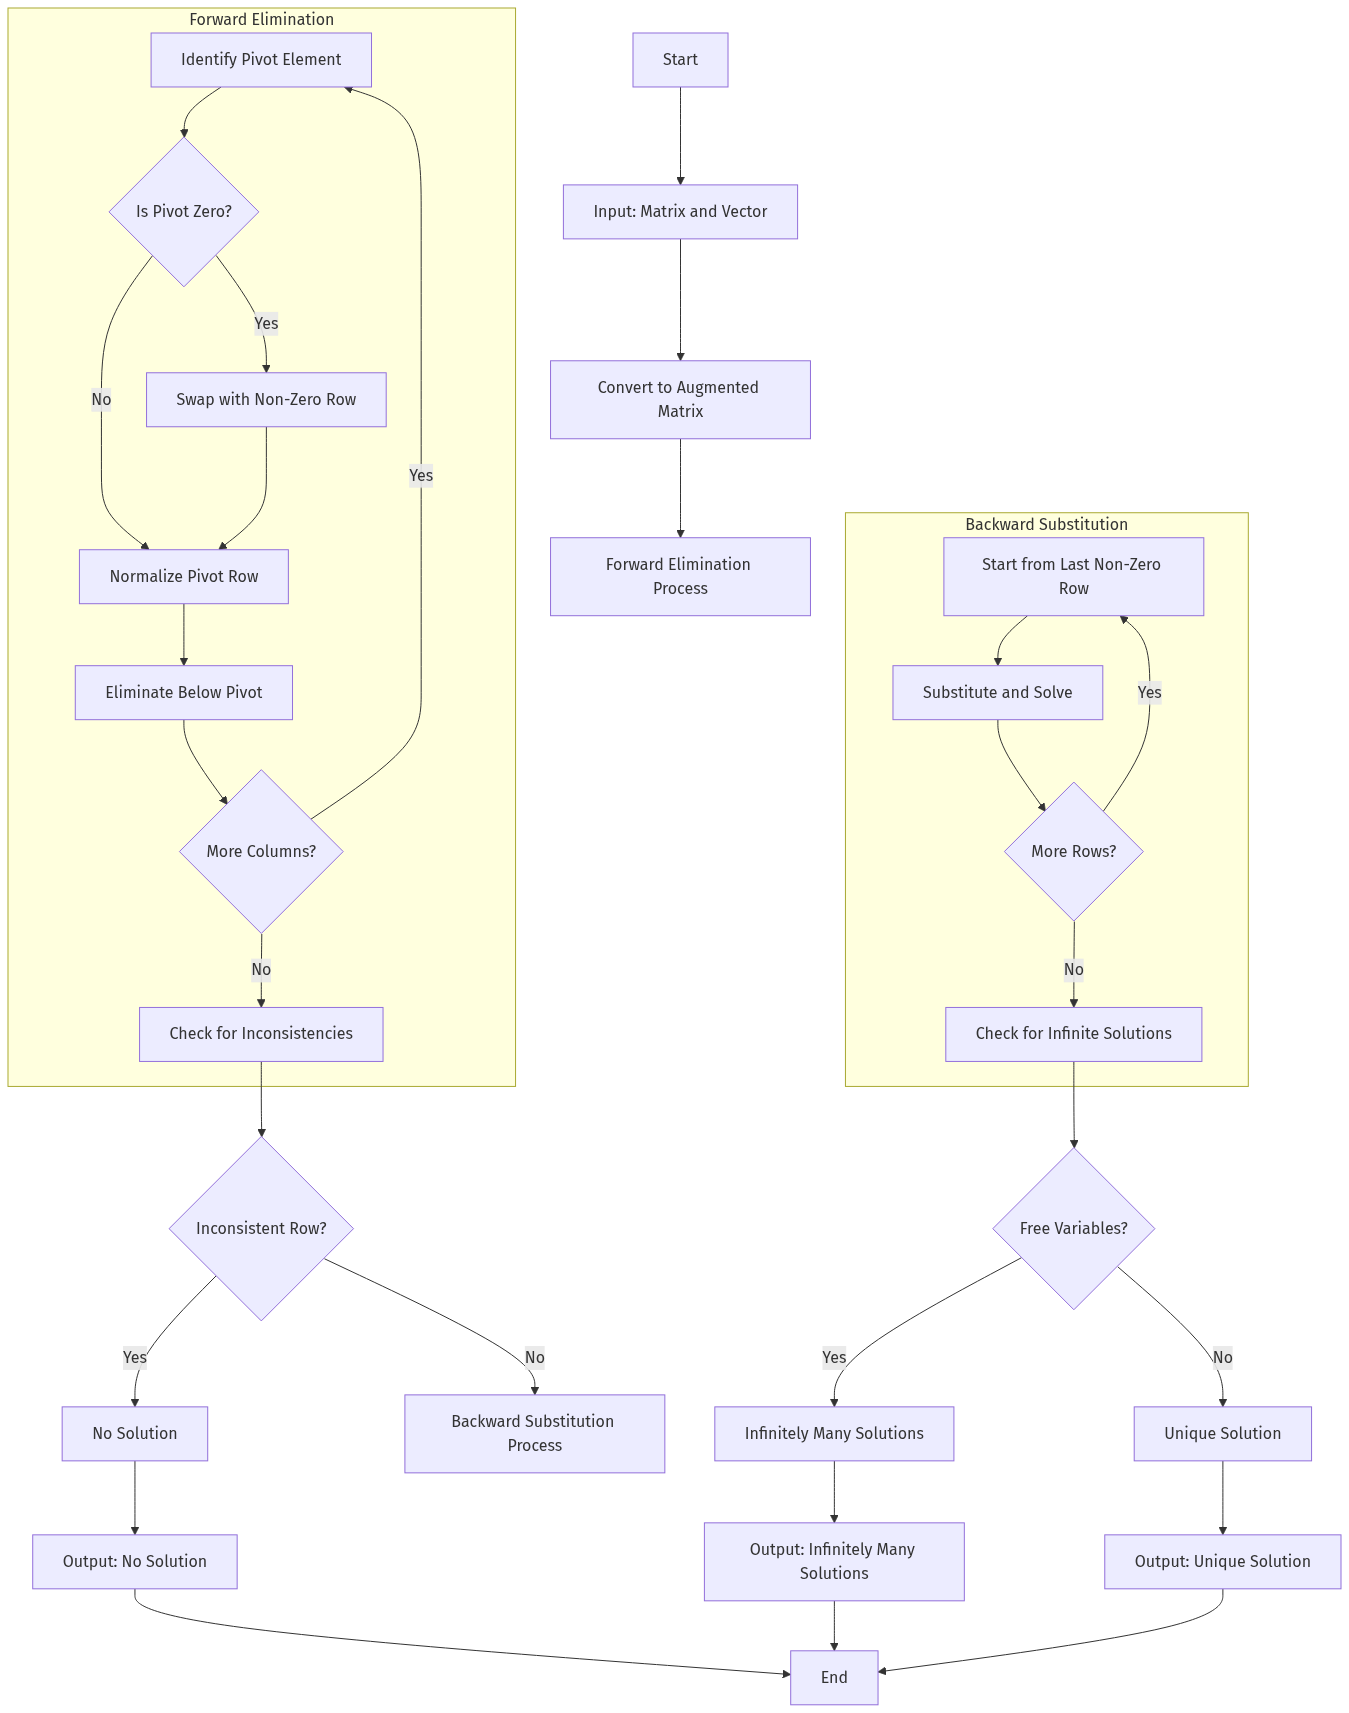 Forward Elimination
Identify Pivot Element
Is Pivot Zero?
Yes
No
Swap with Non-Zero Row
Yes
Normalize Pivot Row
Eliminate Below Pivot
More Columns?
No
Check for Inconsistencies
Start
Input: Matrix and Vector
Convert to Augmented
Matrix
Forward Elimination
Process
Backward Substitution
Start from Last Non-Zero
Row
Substitute and Solve
Yes
More Rows?
No
Check for Infinite Solutions
Inconsistent Row?
Yes
No
No Solution
Backward Substitution
Process
Output: No Solution
Free Variables?
Yes
No
Infinitely Many Solutions
Unique Solution
Output: Infinitely Many
Solutions
Output: Unique Solution
End